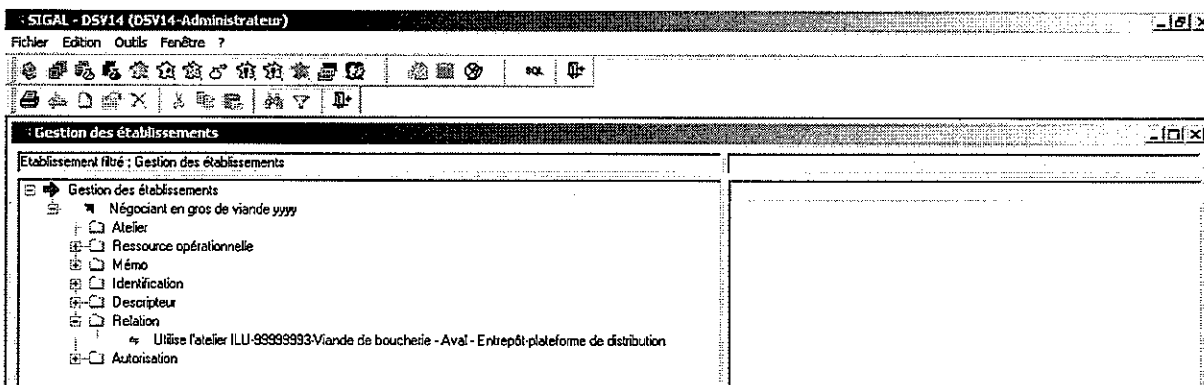 SIGAL - DSV14 (DSV14-Administrateur)
Fichier Edition Outils Fenêtre ?
SQL
Gestion des établissements
Etablissement filtré ; Gestion des établissements
Gestion des établissements
Négociant en gros de viande yyyy
Atelier
Ressource opérationnelle
Mémo
Identification
Descripteur
Relation
Utilise l'atelier ILU-99999993-Viande de boucherie - Aval - Entrepôt-plateforme de distribution
Autorisation